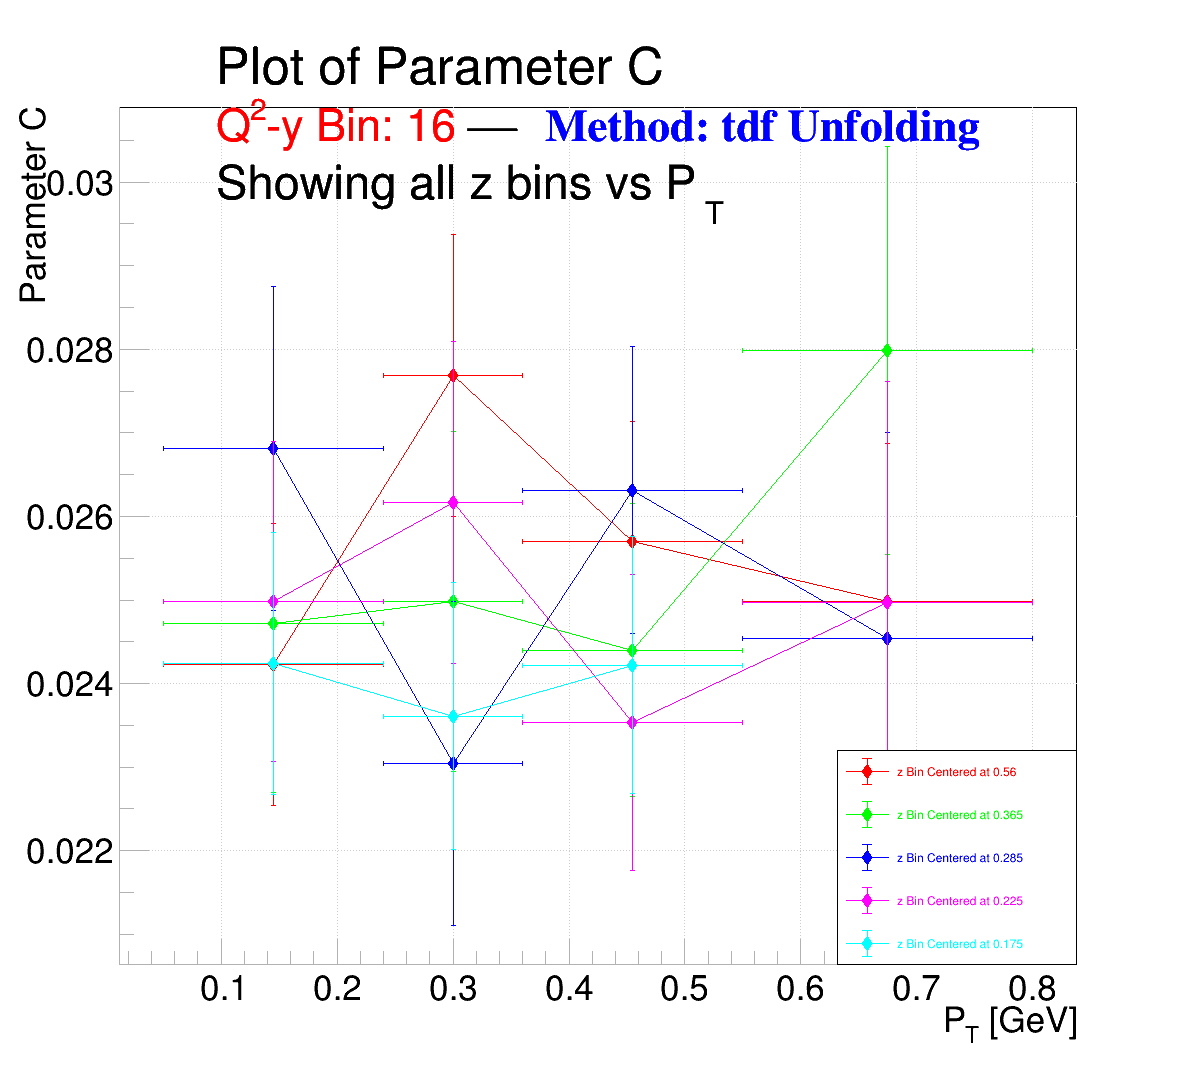 Plot of Parameter C
Q²-y Bin: 16 — Method: tdf Unfolding
Showing all z bins vs P_T
Parameter C
0.03
0.028
0.026
0.024
0.022
z Bin Centered at 0.56
z Bin Centered at 0.365
z Bin Centered at 0.285
z Bin Centered at 0.225
z Bin Centered at 0.175
0.1 0.2 0.3 0.4 0.5 0.6 0.7 0.8
P_T [GeV]